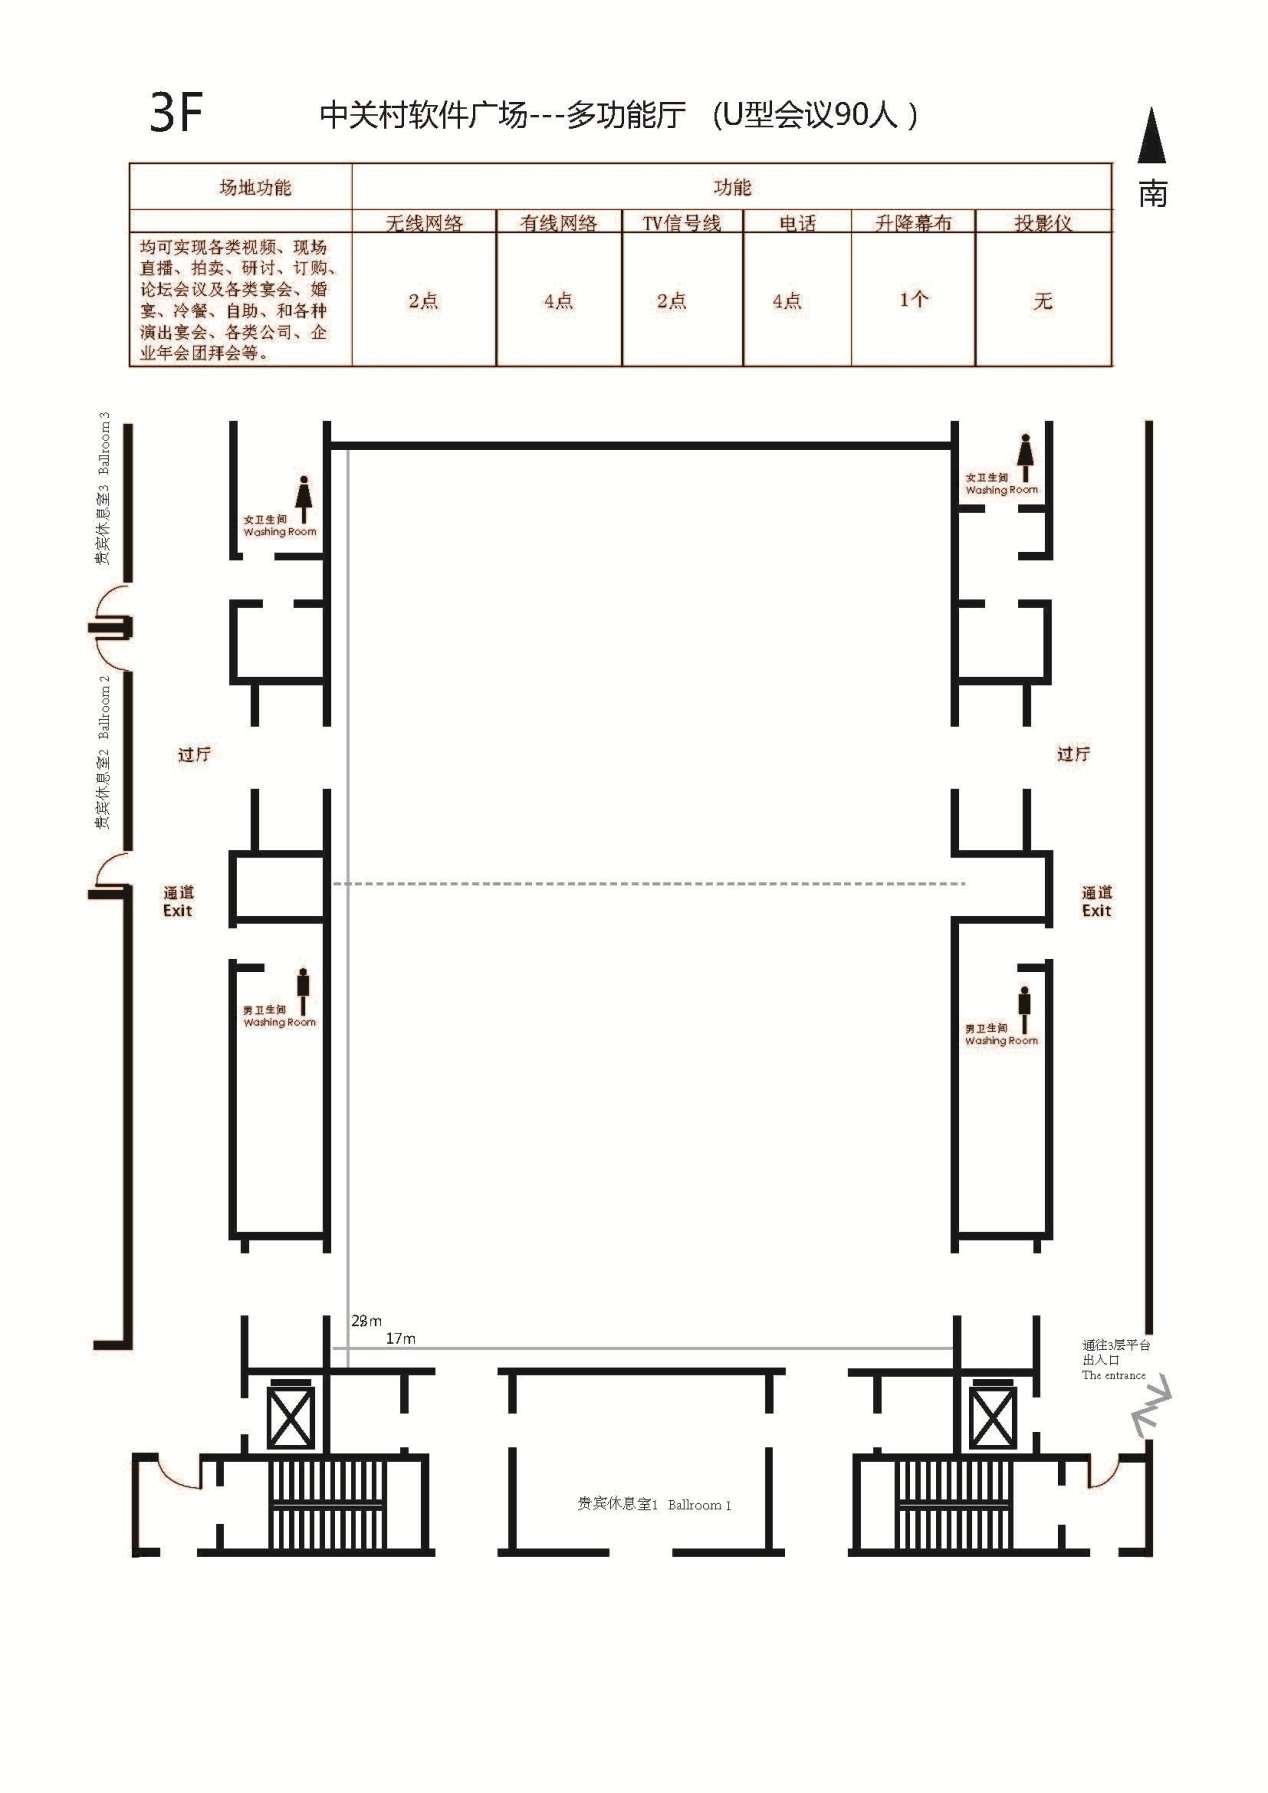 3F
中关村软件广场---多功能厅 (U型会议90人)
南
场地功能 功能
无线网络 有线网络 TV信号线 电话 升降幕布 投影仪
均可实现各类视频、现场
直播、拍卖、研讨、订购、
论坛会议及各类宴会、婚
宴、冷餐、自助、和各种
演出宴会、各类公司、企
业年会团拜会等。
2点 4点 2点 4点 1个 无
贵宾休息室3 Ballroom 3
女卫生间
Washing Room
女卫生间
Washing Room
贵宾休息室2 Ballroom 2
过厅
过厅
通道
Exit
通道
Exit
男卫生间
Washing Room
男卫生间
Washing Room
17m
通往3层平台
出入口
The entrance
贵宾休息室1 Ballroom 1